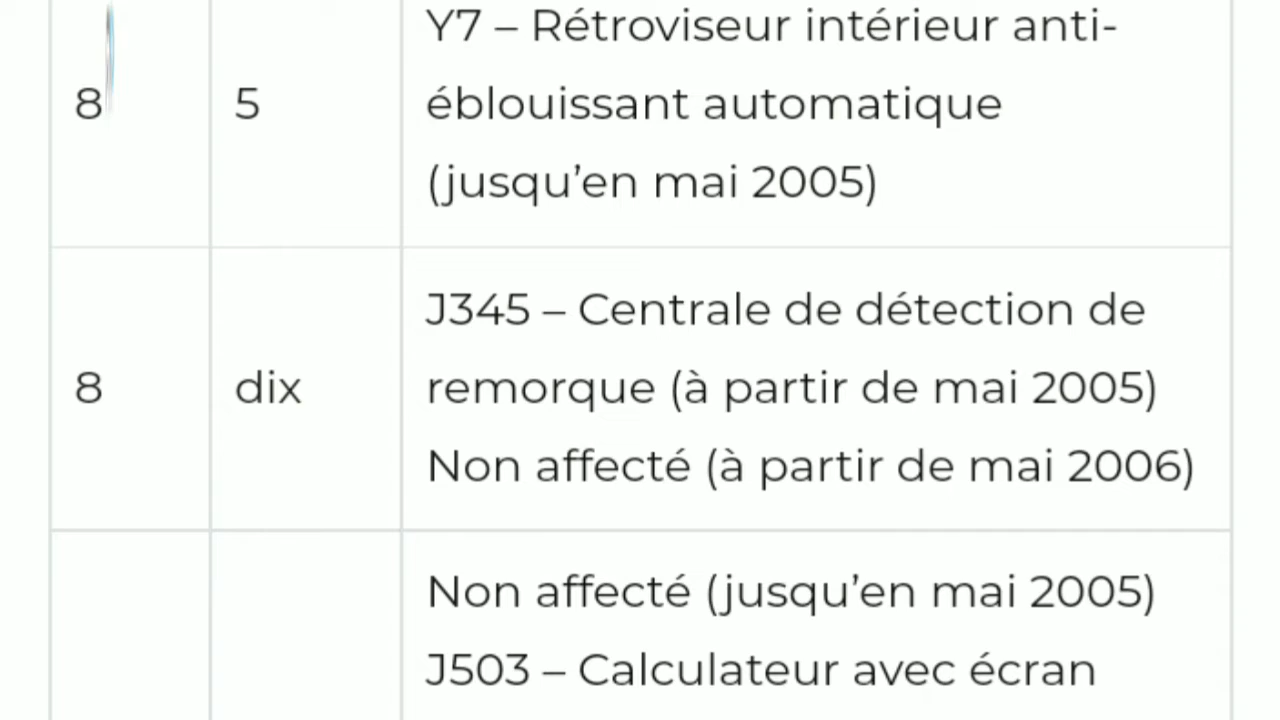 Y7 – Rétroviseur intérieur anti-
8 5 éblouissant automatique
(jusqu’en mai 2005)
J345 – Centrale de détection de
8 dix remorque (à partir de mai 2005)
Non affecté (à partir de mai 2006)
Non affecté (jusqu’en mai 2005)
J503 – Calculateur avec écran